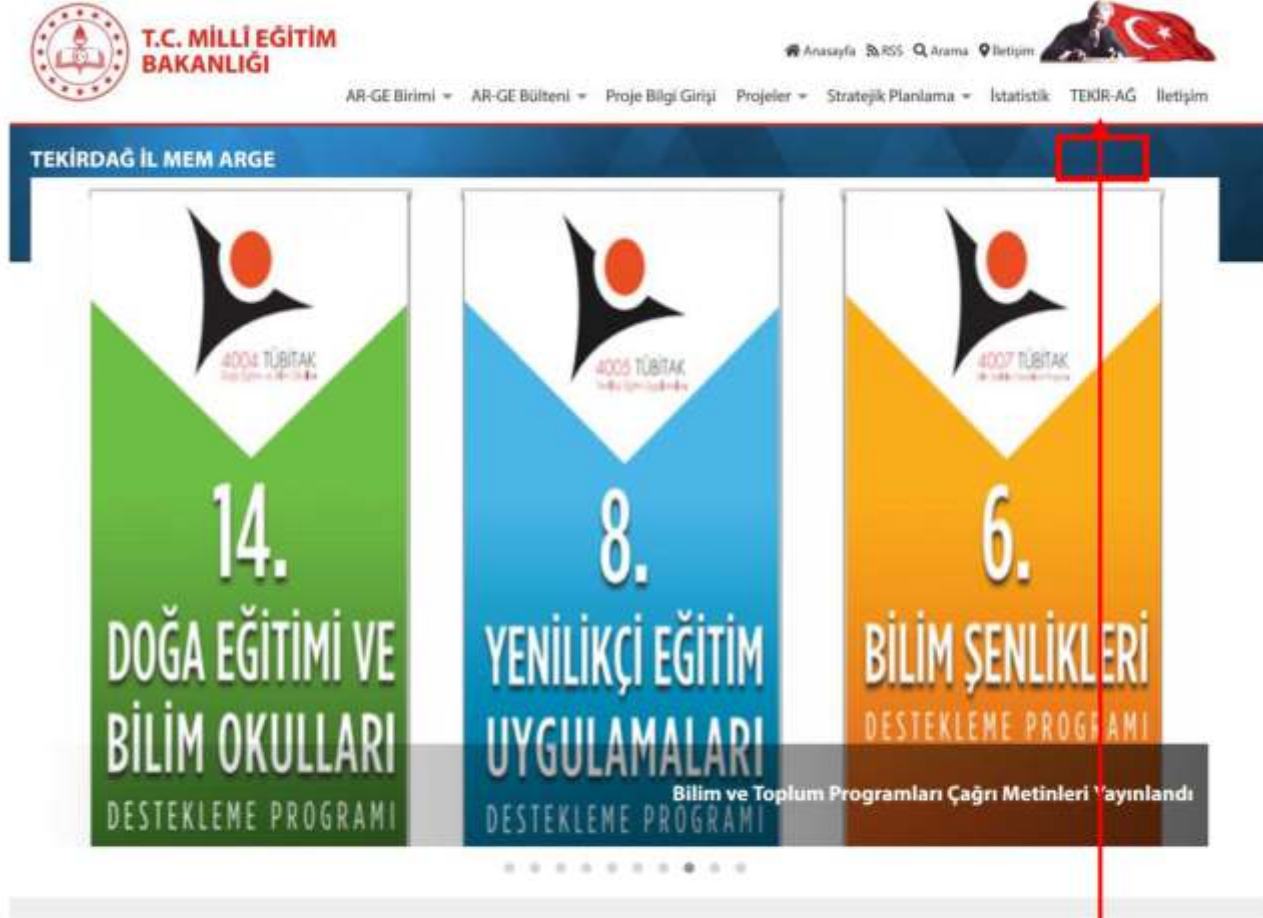 T.C. MİLLÎ EĞİTİM
BAKANLIĞI
Anasayfa RSS Arama İletişim
AR-GE Birimi AR-GE Bülteni Proje Bilgi Girişi Projeler Stratejik Planlama İstatistik TEKİR-AĞ İletişim
TEKİRDAĞ İL MEM ARGE
4004 TÜBİTAK
14.
DOĞA EĞİTİMİ VE
BİLİM OKULLARI
DESTEKLEME PROGRAMI
4005 TÜBİTAK
8.
YENİLİKÇİ EĞİTİM
UYGULAMALARI
DESTEKLEME PROGRAMI
4007 TÜBİTAK
6.
BİLİM ŞENLİKLERİ
DESTEKLEME PROGRAMI
Bilim ve Toplum Programları Çağrı Metinleri Yayınlandı